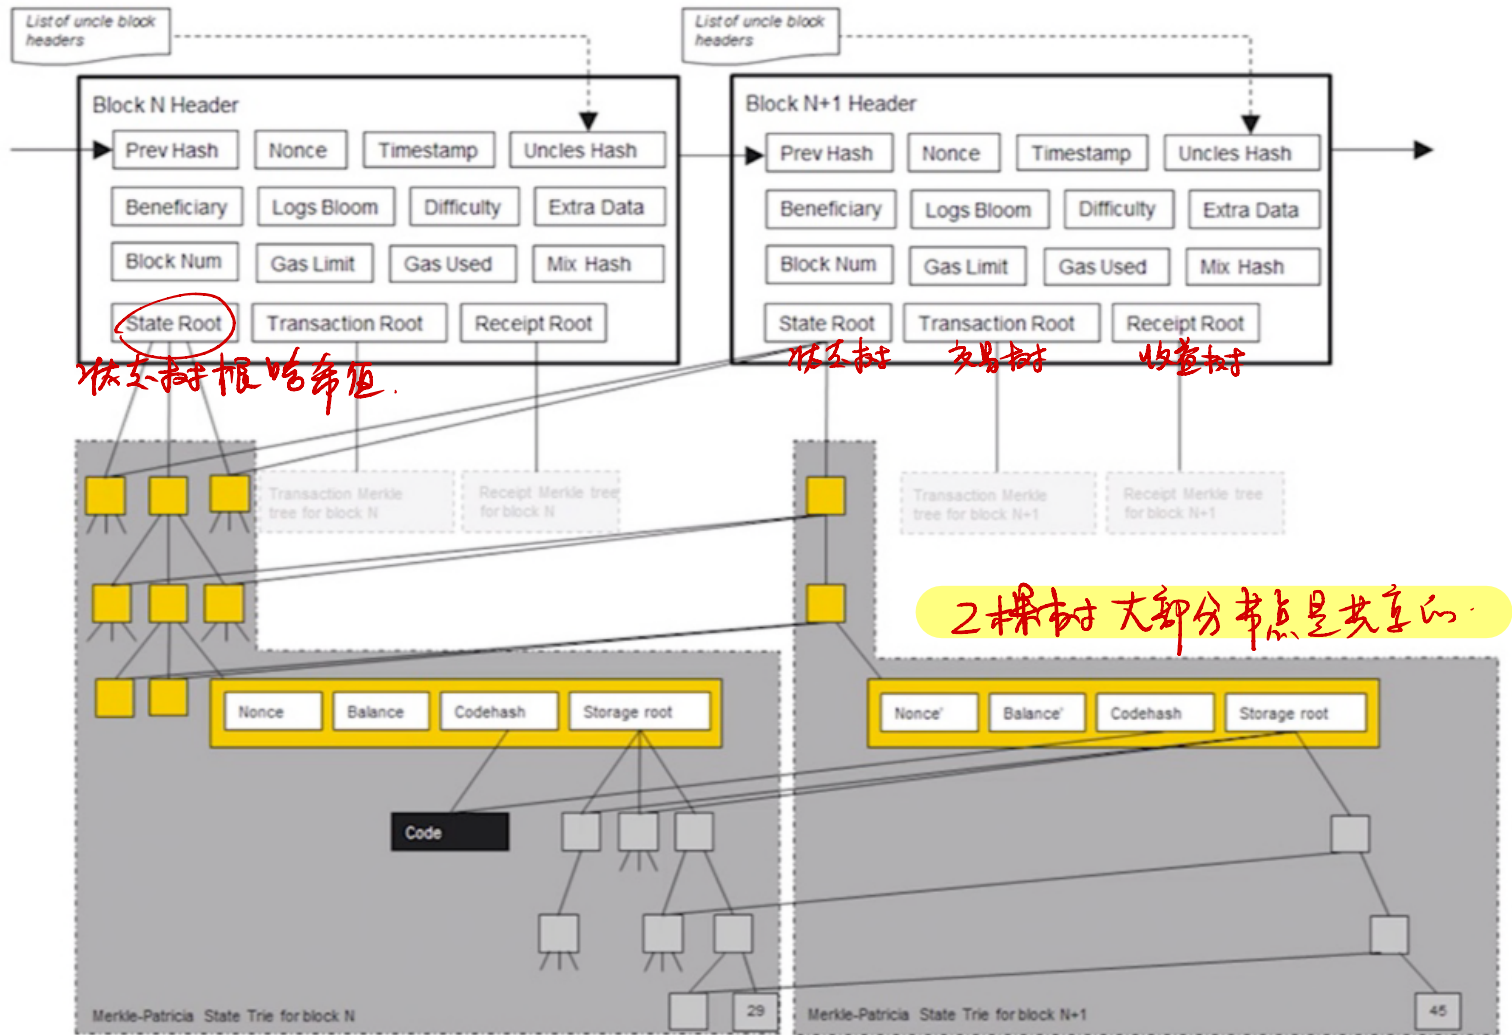 List of uncle block
headers
List of uncle block
headers
Block N Header
Prev Hash
Nonce
Timestamp
Uncles Hash
Beneficiary
Logs Bloom
Difficulty
Extra Data
Block Num
Gas Limit
Gas Used
Mix Hash
State Root
Transaction Root
Receipt Root
状态树根哈希值.
Block N+1 Header
Prev Hash
Nonce
Timestamp
Uncles Hash
Beneficiary
Logs Bloom
Difficulty
Extra Data
Block Num
Gas Limit
Gas Used
Mix Hash
State Root
Transaction Root
Receipt Root
状态树
交易树
收益树
Transaction Merkle
tree for block N
Receipt Merkle tree
for block N
Transaction Merkle
tree for block N+1
Receipt Merkle tree
for block N+1
2棵树大部分节点是共享的.
Nonce
Balance
Codehash
Storage root
Nonce'
Balance'
Codehash
Storage root
Code
29
45
Merkle-Patricia State Trie for block N
Merkle-Patricia State Trie for block N+1